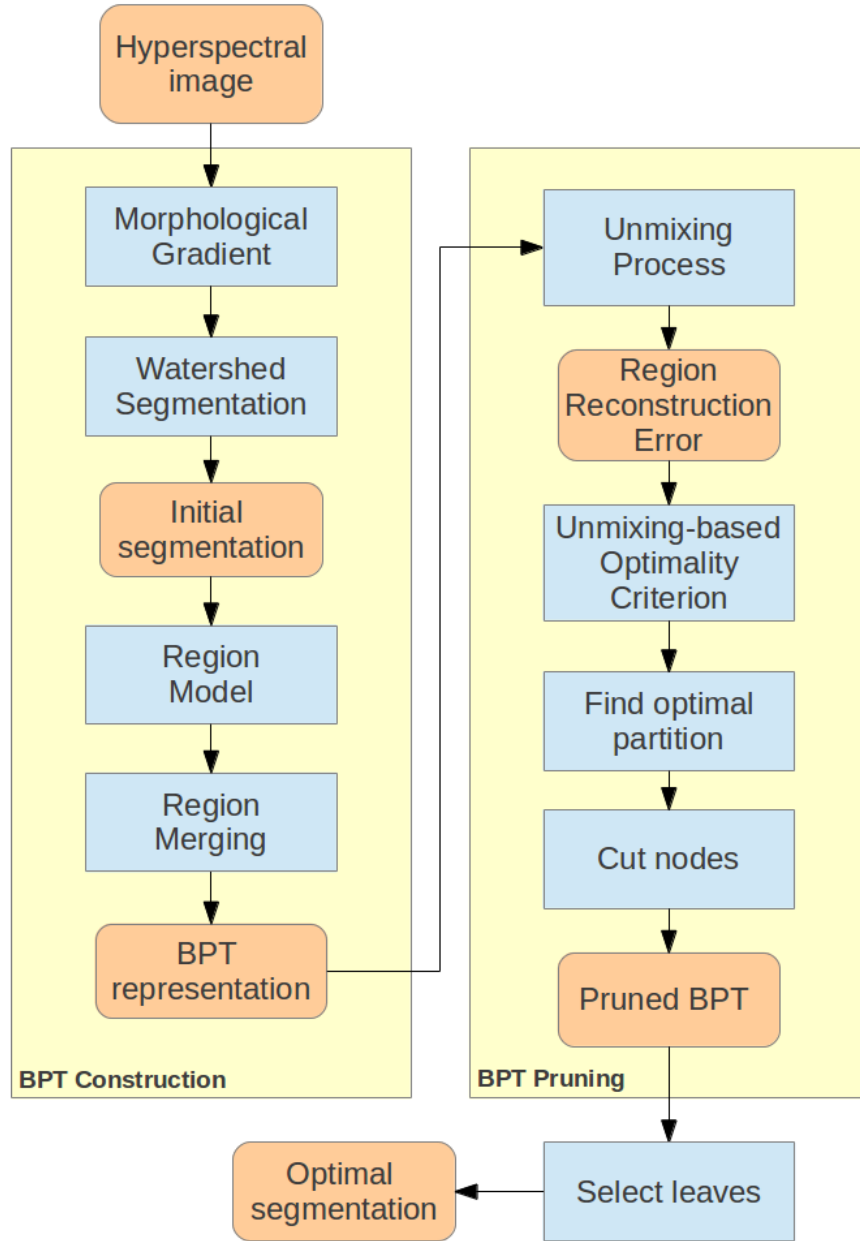 Hyperspectral
image
Morphological
Gradient
Watershed
Segmentation
Initial
segmentation
Region
Model
Region
Merging
BPT
representation
BPT Construction
Unmixing
Process
Region
Reconstruction
Error
Unmixing-based
Optimality
Criterion
Find optimal
partition
Cut nodes
Pruned BPT
BPT Pruning
Select leaves
Optimal
segmentation